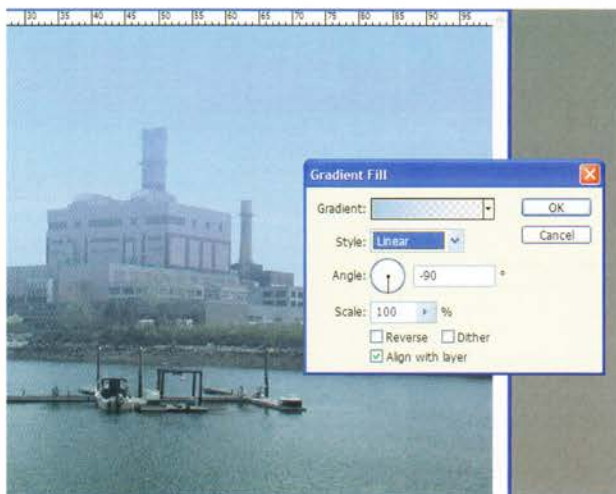 30 35 40 45 50 55 60 65 70 75 80 85 90 95
Gradient Fill
Gradient:
OK
Style: Linear
Cancel
Angle: -90 °
Scale: 100 %
Reverse Dither
Align with layer